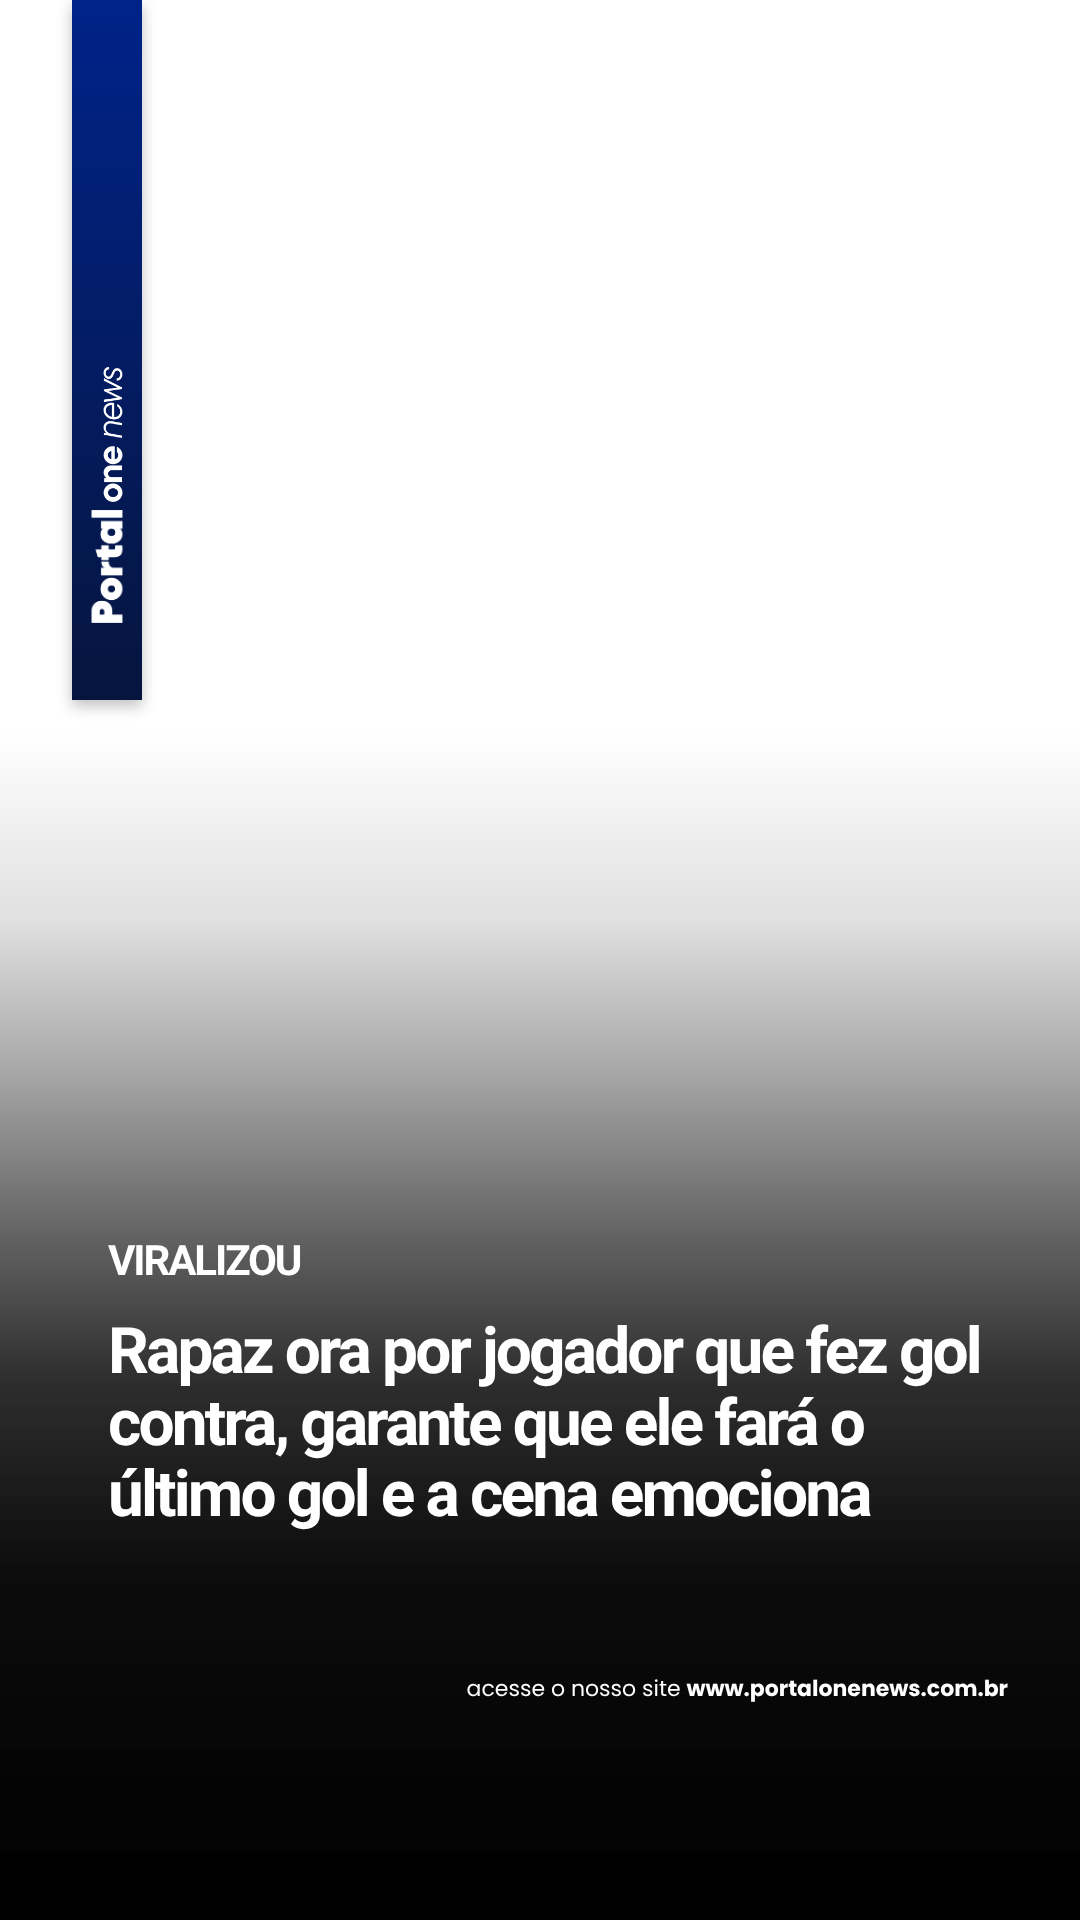 Portal one news
VIRALIZOU
Rapaz ora por jogador que fez gol
contra, garante que ele fará o
último gol e a cena emociona
acesse o nosso site www.portalonenews.com.br